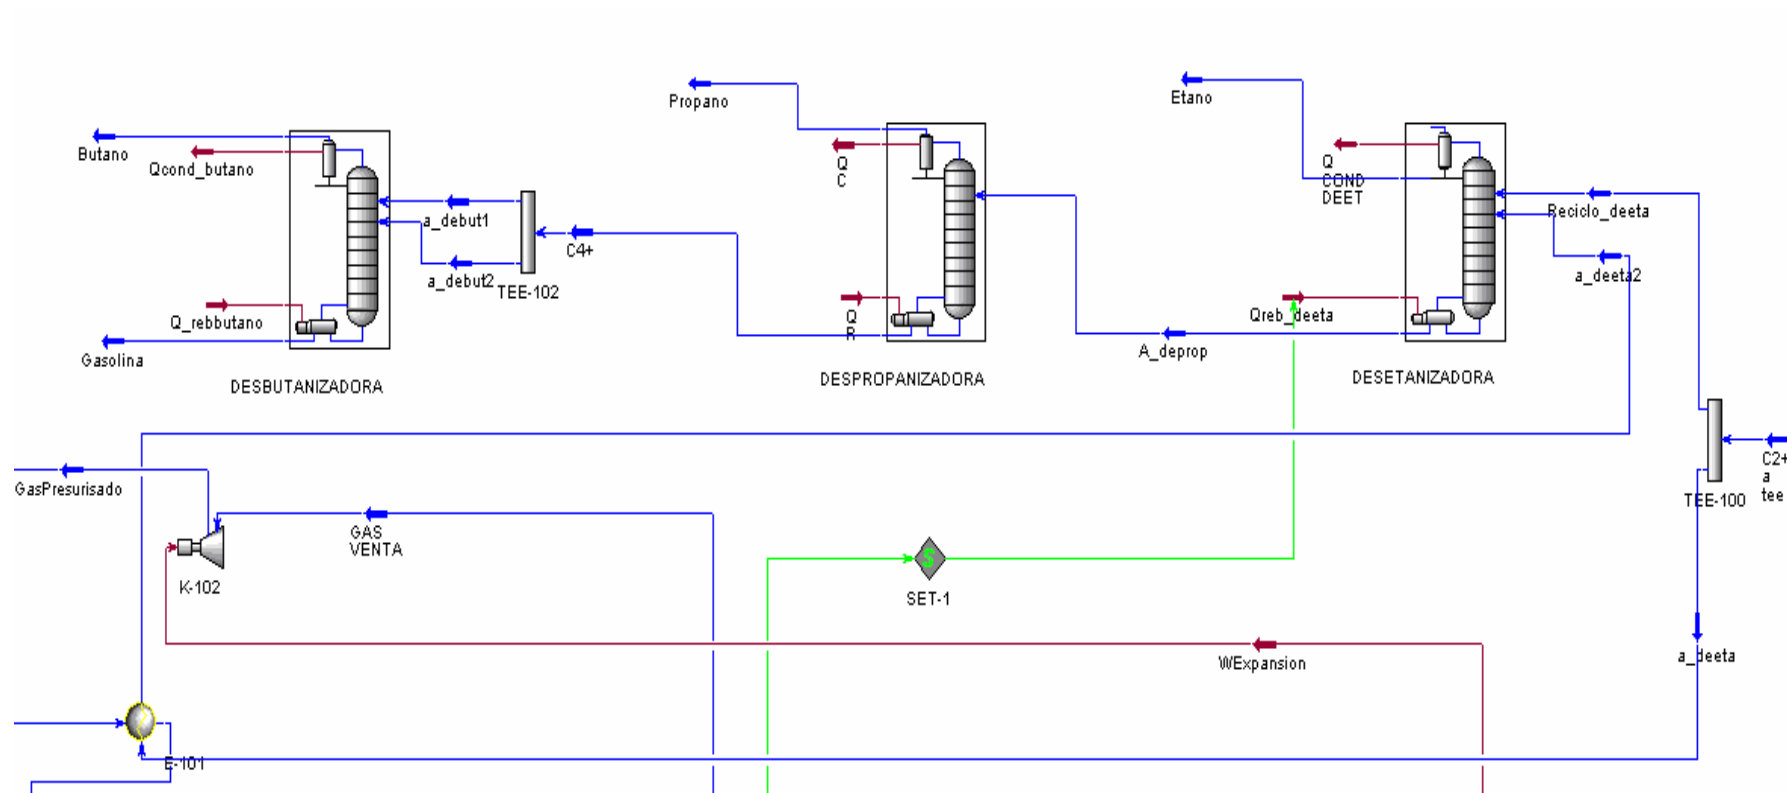 Etano
Propano
Butano
Qcond_butano
Q
C
Q
COND
DEET
Reciclo_deeta
a_debut1
C4+
a_debut2
TEE-102
a_deeta2
Q_rebbutano
Q
R
Qreb_deeta
Gasolina
A_deprop
DESBUTANIZADORA
DESPROPANIZADORA
DESETANIZADORA
C2+
a
tee
TEE-100
GasPresurisado
GAS
VENTA
K-102
S
SET-1
WExpansion
a_deeta
E-101